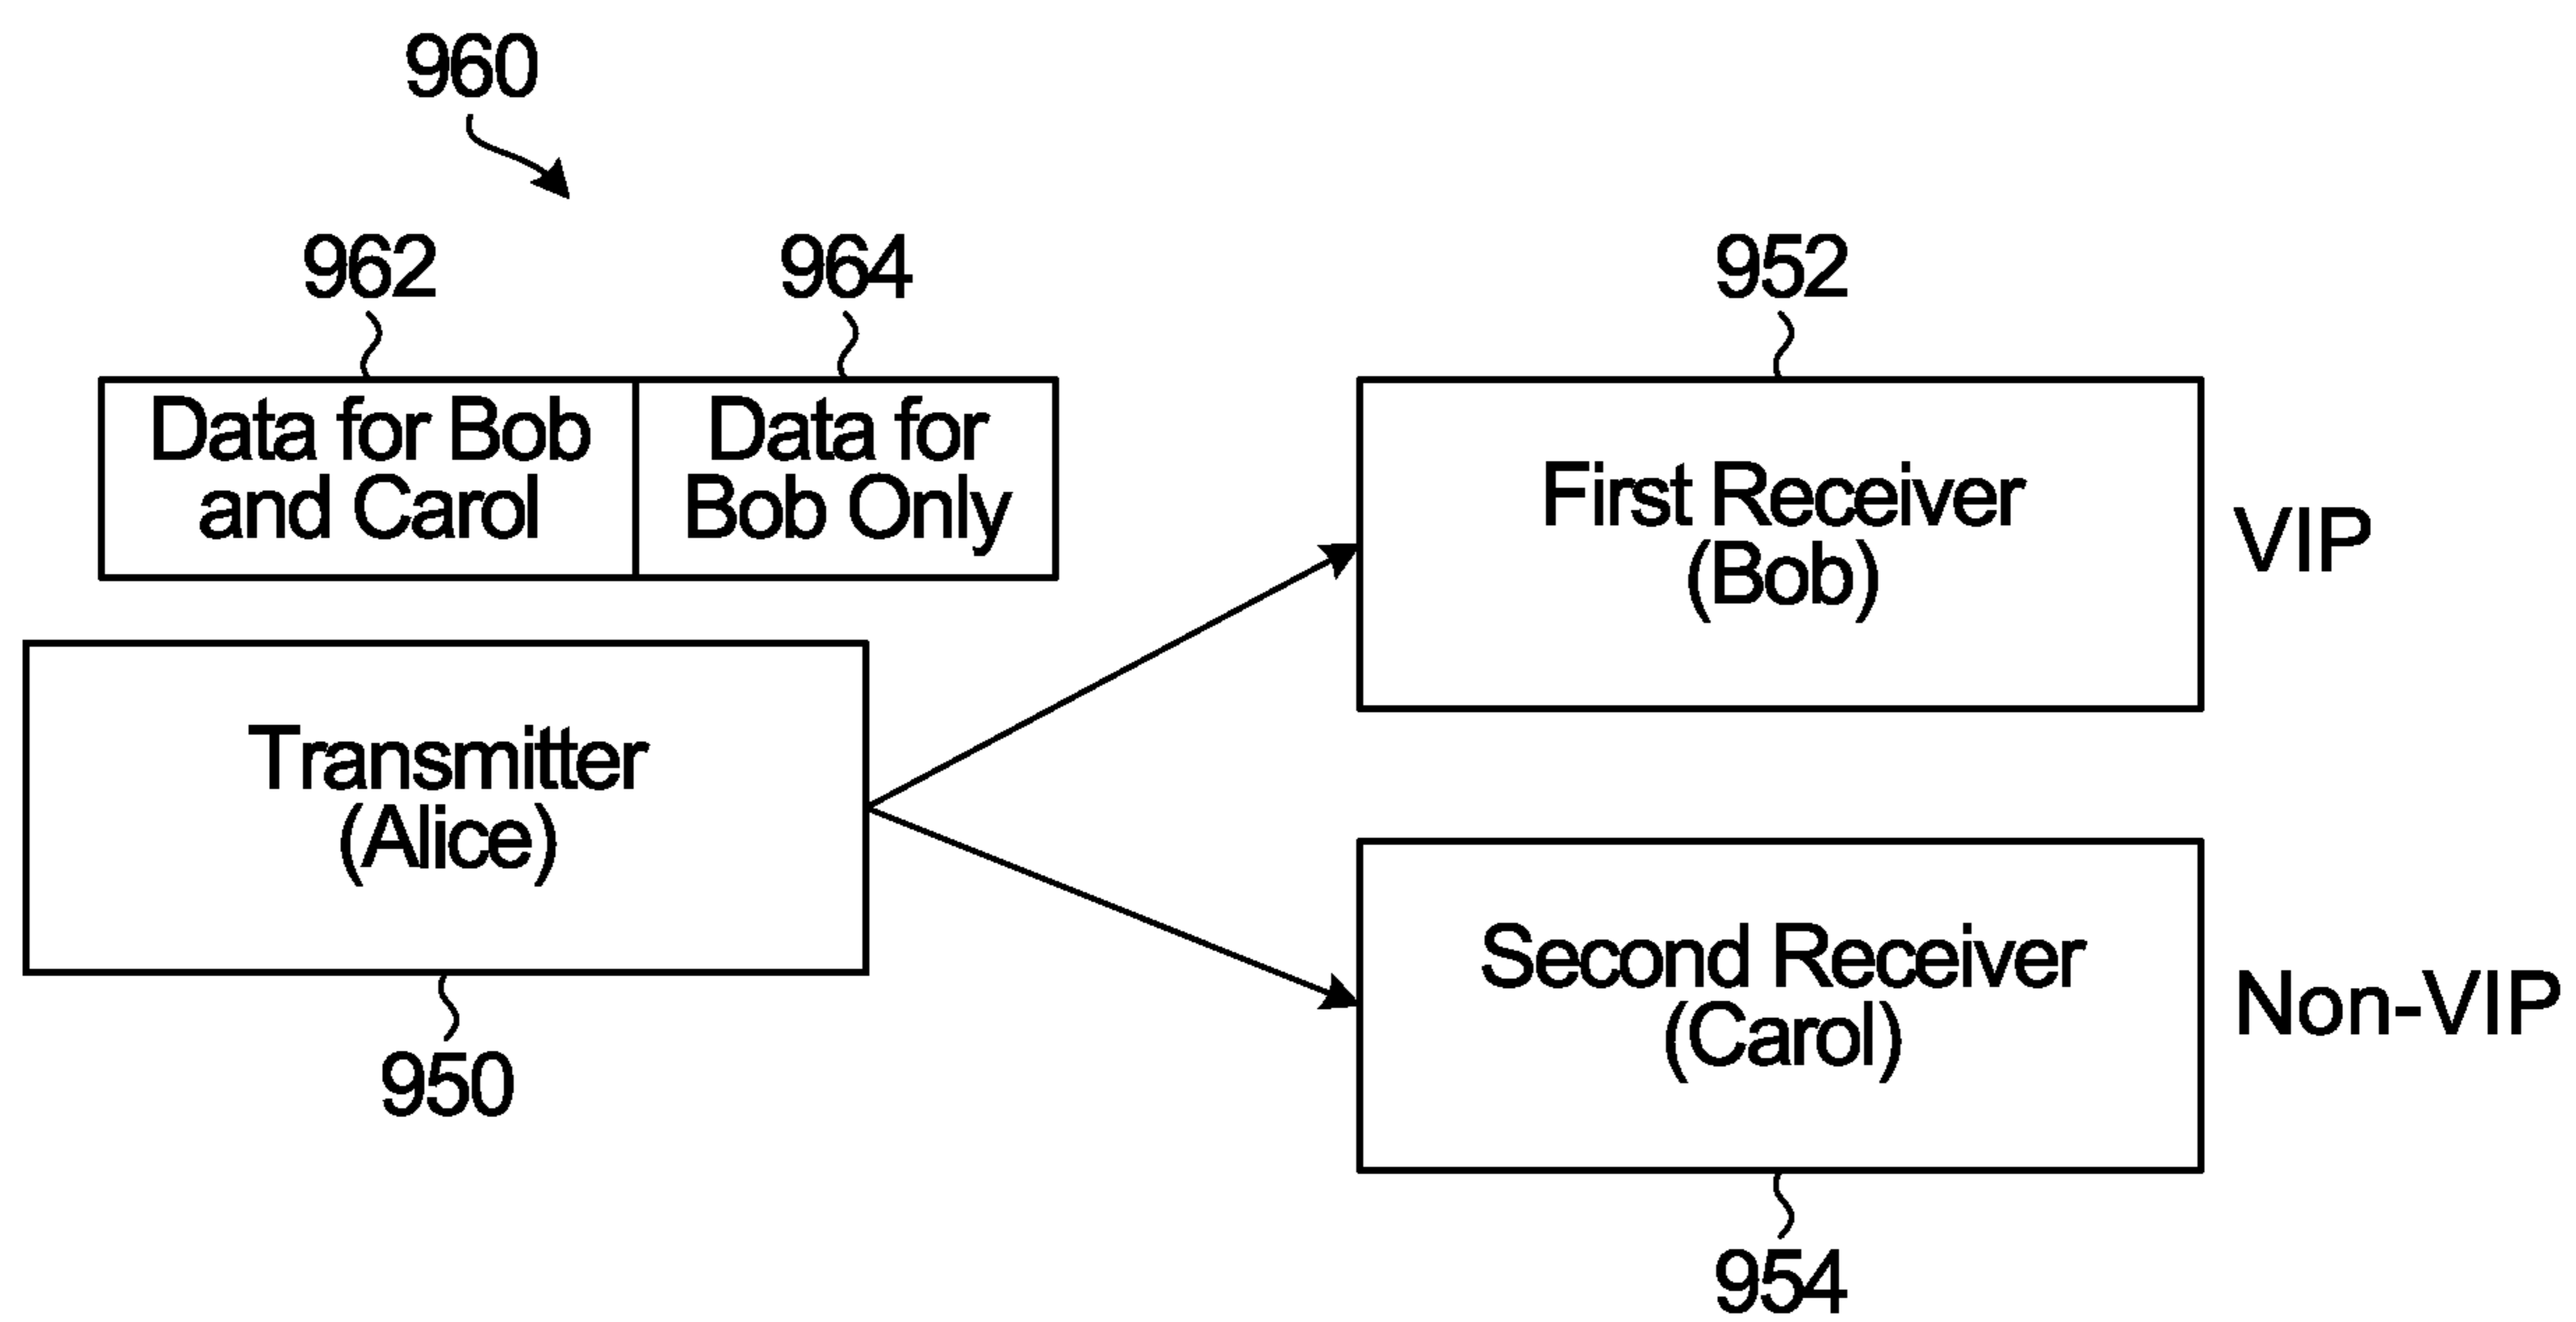 960
962
964
952
Data for Bob
and Carol
Data for
Bob Only
First Receiver
(Bob)
VIP
Transmitter
(Alice)
950
Second Receiver
(Carol)
Non-VIP
954